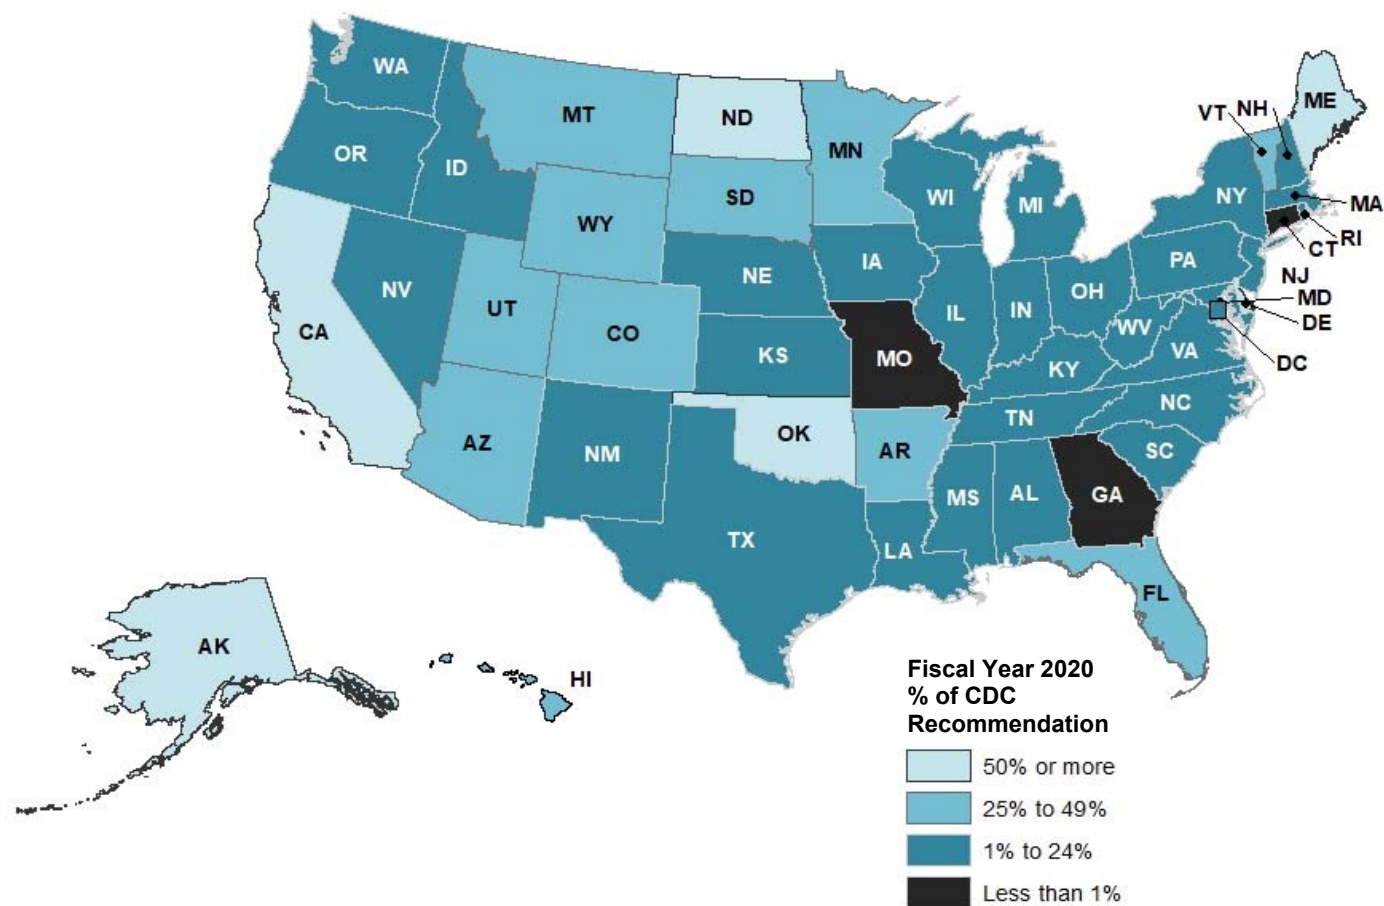 WA
MT
ND
MN
OR
ID
SD
WY
WI
MI
VT
NH
ME
NY
MA
RI
CT
CA
NV
UT
CO
NE
IA
IL
IN
OH
PA
NJ
MD
DE
DC
WV
VA
KS
MO
KY
AZ
NM
OK
AR
TN
NC
SC
TX
LA
MS
AL
GA
FL
AK
HI
Fiscal Year 2020
% of CDC
Recommendation
50% or more
25% to 49%
1% to 24%
Less than 1%